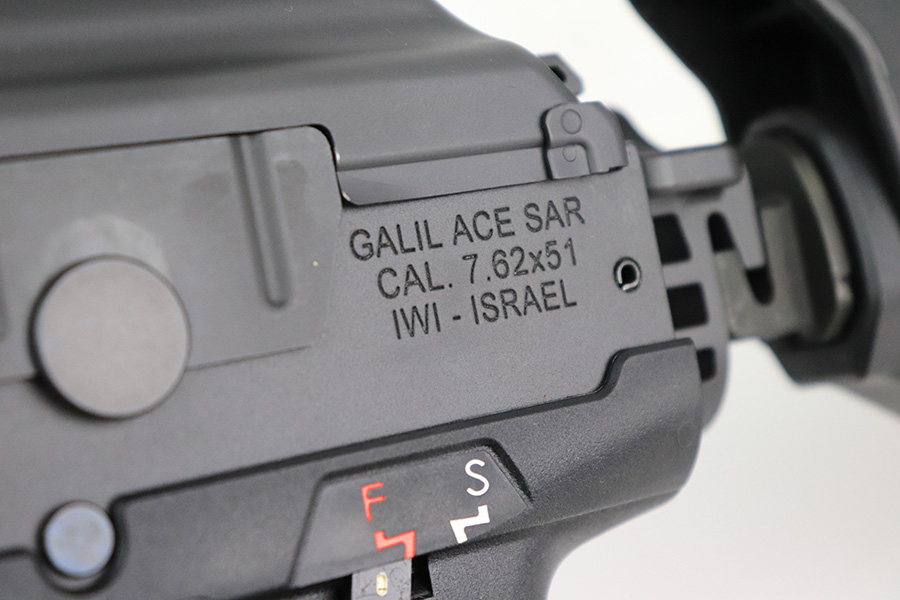 GALIL ACE SAR
CAL. 7.62x51
IWI - ISRAEL
S
F